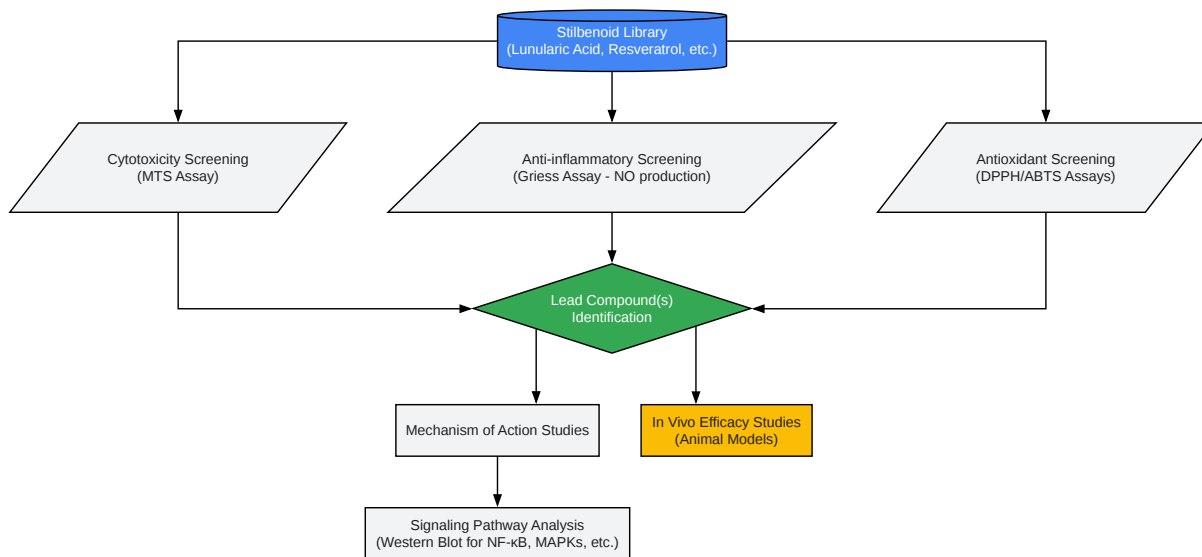 Stilbenoid Library
(Lunularic Acid, Resveratrol, etc.)
Cytotoxicity Screening
(MTS Assay)
Anti-inflammatory Screening
(Griess Assay - NO production)
Antioxidant Screening
(DPPH/ABTS Assays)
Lead Compound(s)
Identification
Mechanism of Action Studies
In Vivo Efficacy Studies
(Animal Models)
Signaling Pathway Analysis
(Western Blot for NF-κB, MAPKs, etc.)